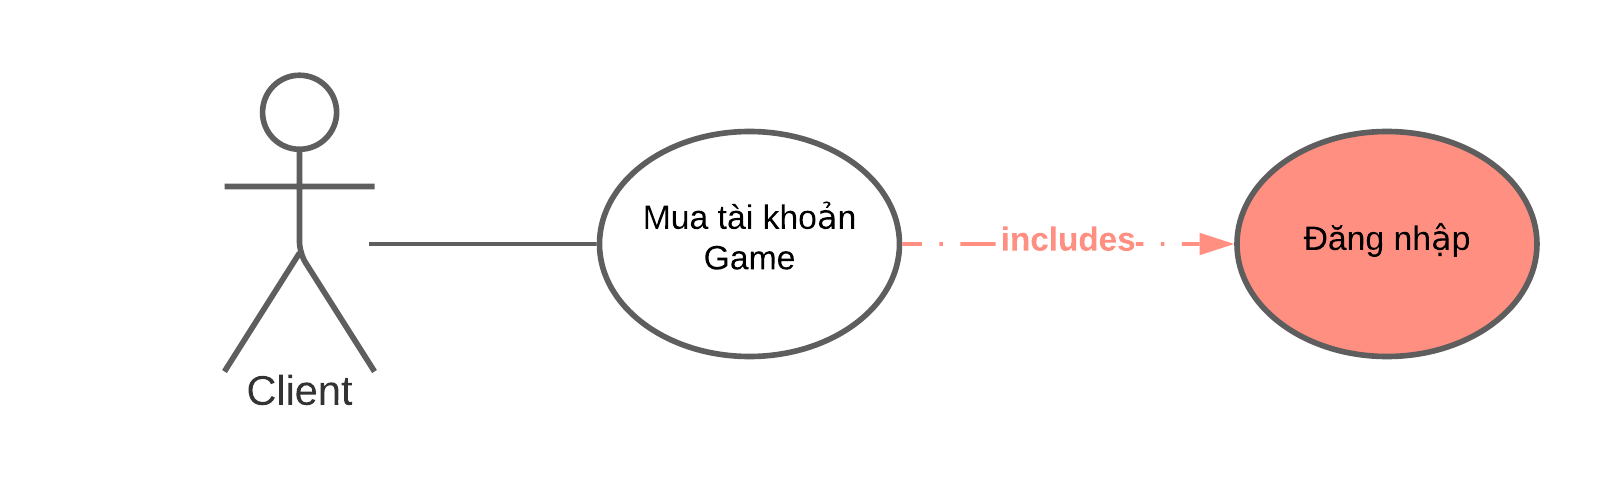 Mua tài khoản
Game
includes
Đăng nhập
Client